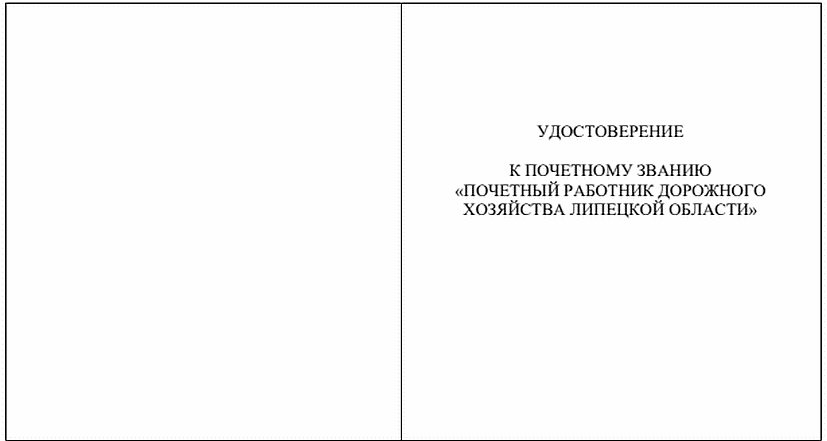 УДОСТОВЕРЕНИЕ
К ПОЧЕТНОМУ ЗВАНИЮ
«ПОЧЕТНЫЙ РАБОТНИК ДОРОЖНОГО
ХОЗЯЙСТВА ЛИПЕЦКОЙ ОБЛАСТИ»